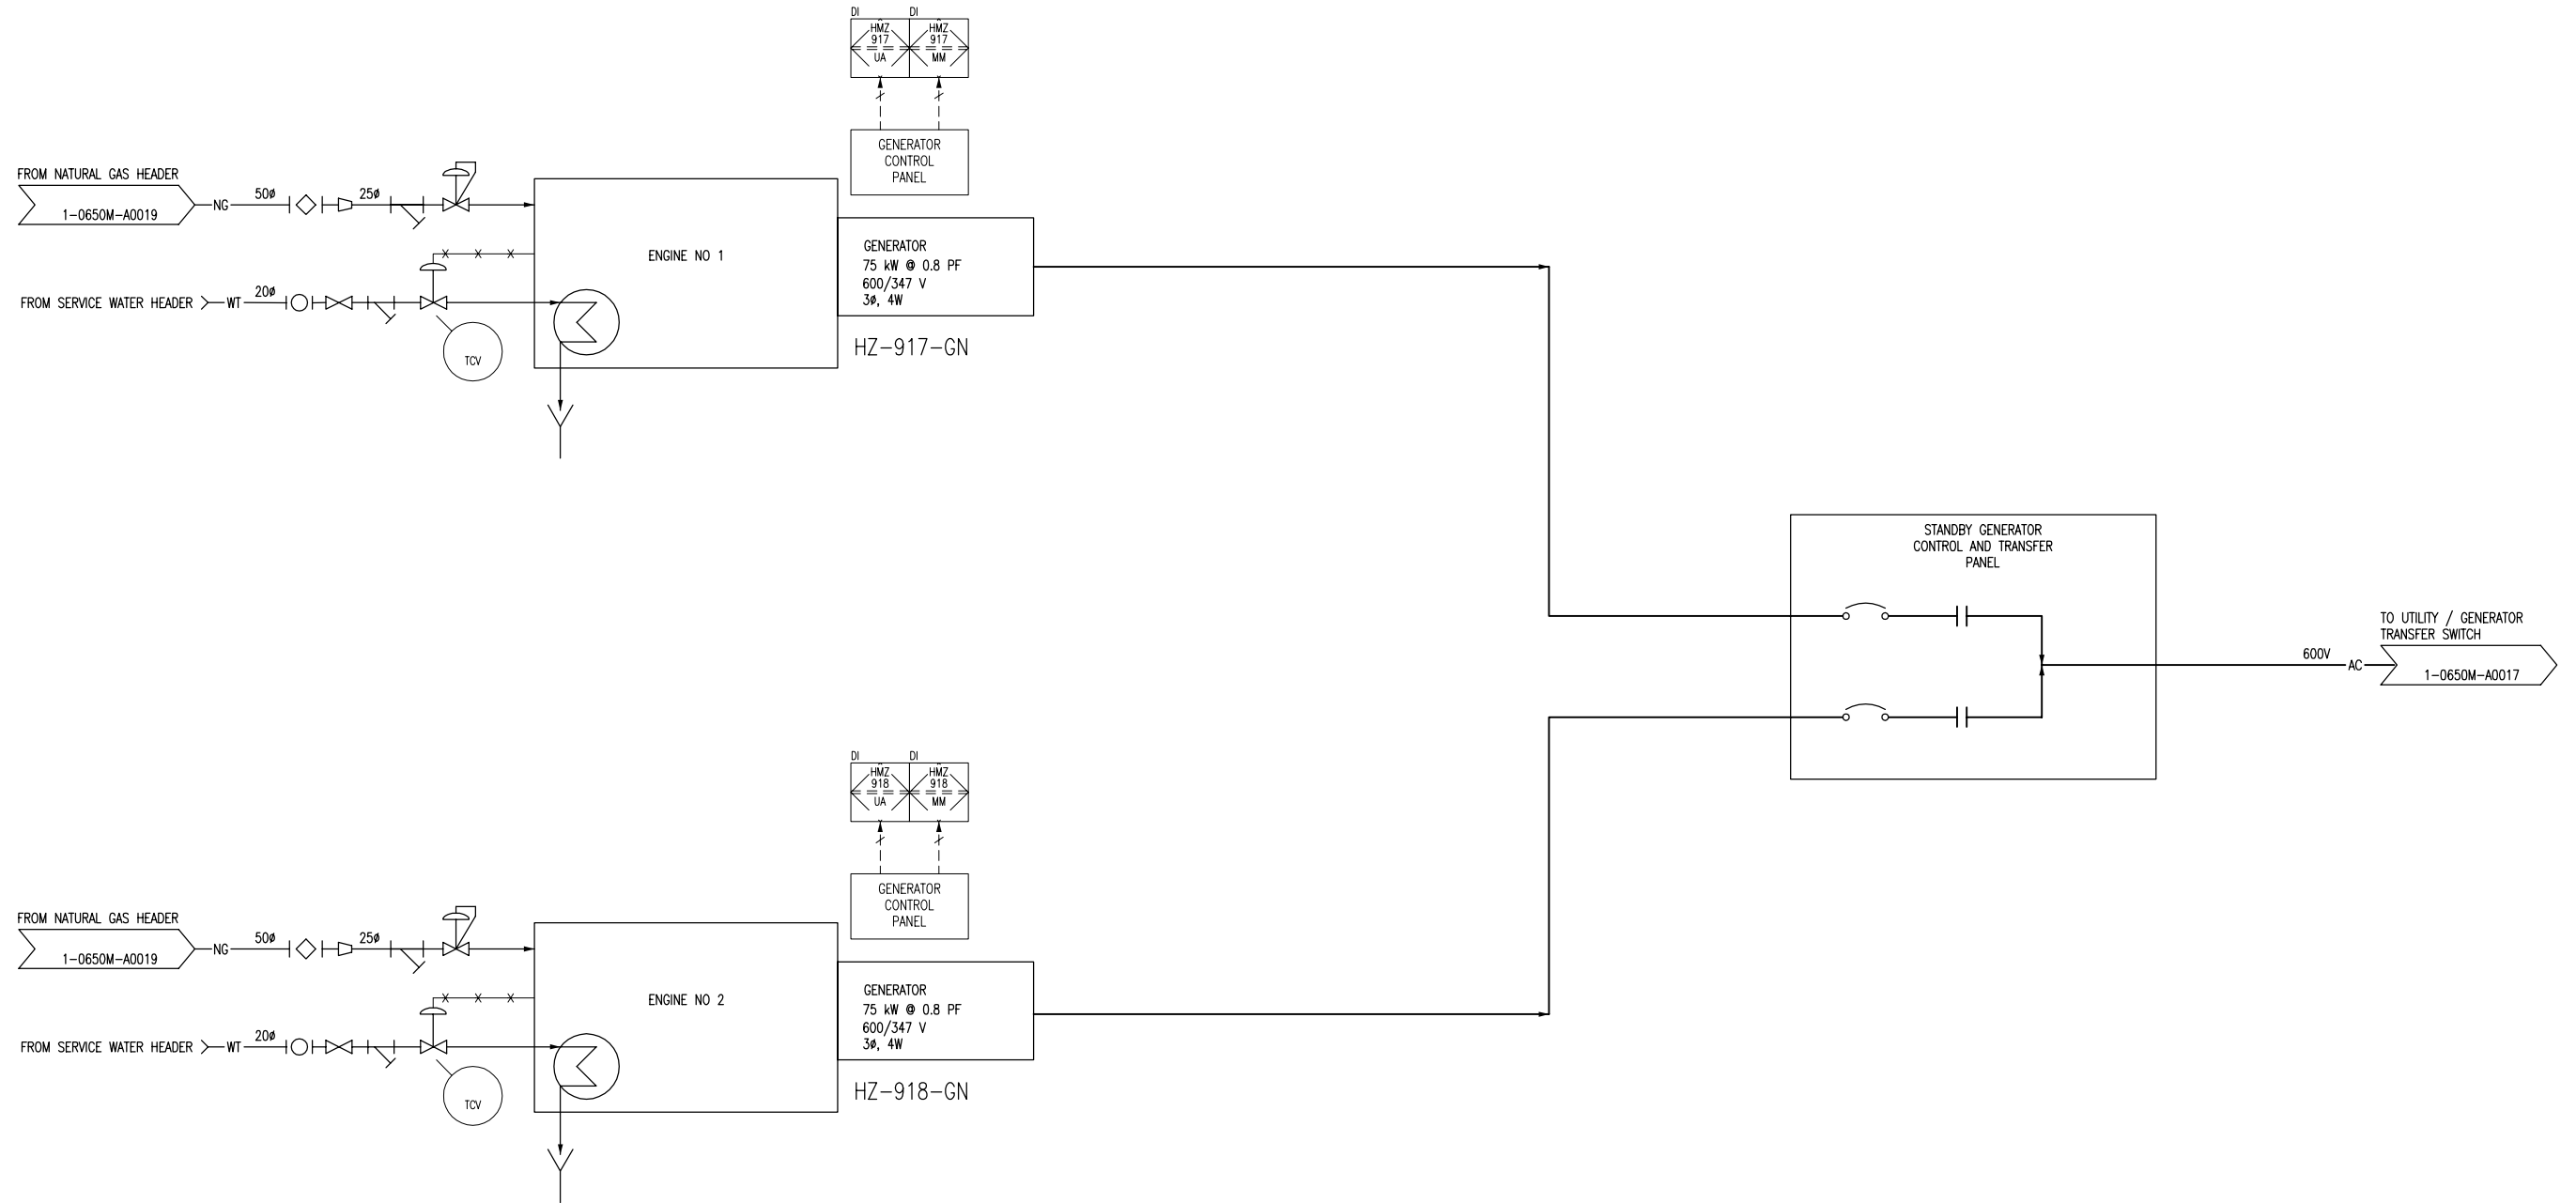 DI DI
HMZ HMZ
917 917
UA MM
GENERATOR
CONTROL
PANEL
FROM NATURAL GAS HEADER
1-0650M-A0019
NG
50ø
25ø
ENGINE NO 1
FROM SERVICE WATER HEADER
WT
20ø
TCV
GENERATOR
75 kW @ 0.8 PF
600/347 V
3ø, 4W
HZ-917-GN
STANDBY GENERATOR
CONTROL AND TRANSFER
PANEL
600V
AC
TO UTILITY / GENERATOR
TRANSFER SWITCH
1-0650M-A0017
DI DI
HMZ HMZ
918 918
UA MM
GENERATOR
CONTROL
PANEL
FROM NATURAL GAS HEADER
1-0650M-A0019
NG
50ø
25ø
ENGINE NO 2
FROM SERVICE WATER HEADER
WT
20ø
TCV
GENERATOR
75 kW @ 0.8 PF
600/347 V
3ø, 4W
HZ-918-GN